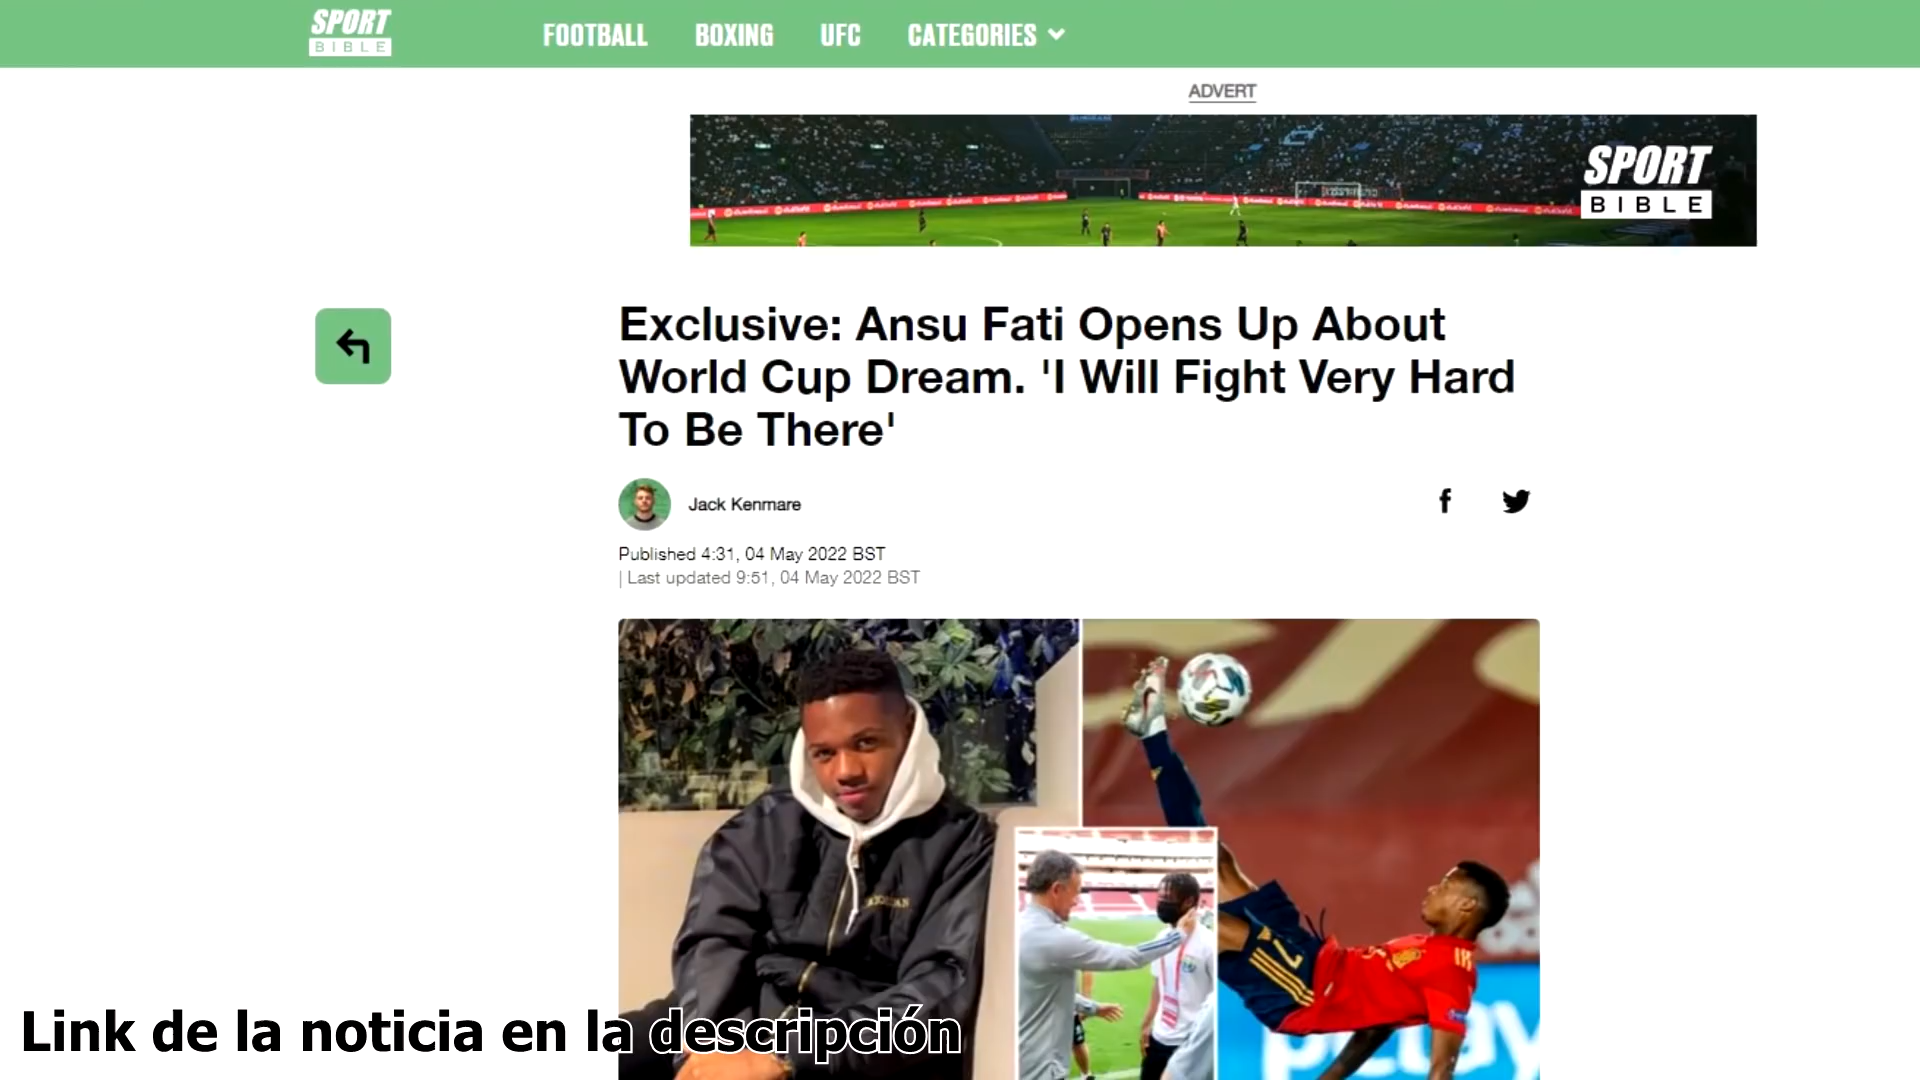 SPORT
BIBLE
FOOTBALL BOXING UFC CATEGORIES
ADVERT
SPORT
BIBLE
Exclusive: Ansu Fati Opens Up About
World Cup Dream. 'I Will Fight Very Hard
To Be There'
Jack Kenmare
Published 4:31, 04 May 2022 BST
| Last updated 9:51, 04 May 2022 BST
7
Link de la noticia en la descripción